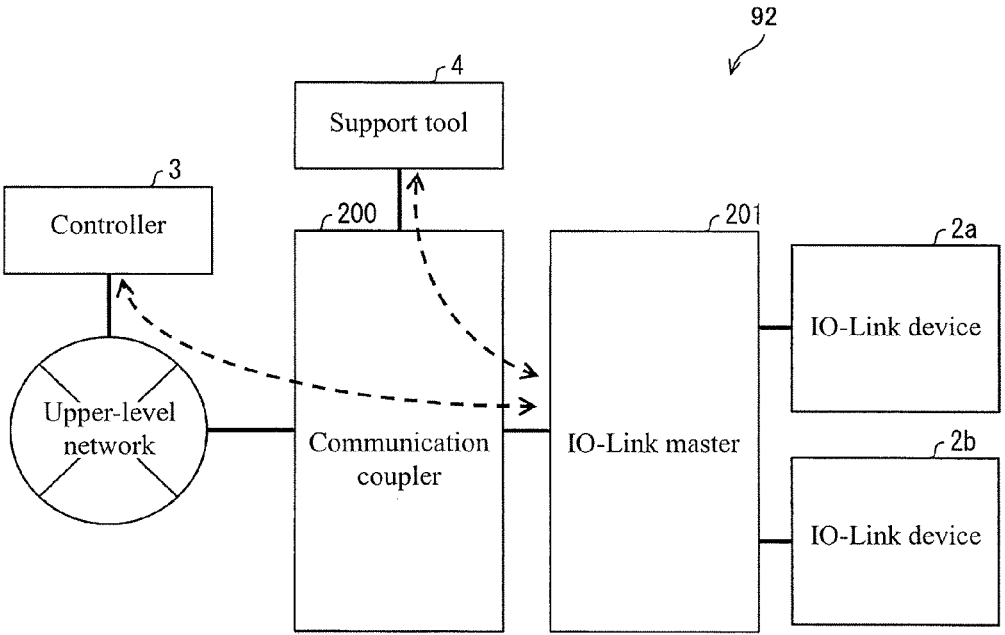 92
4
Support tool
3
Controller
200
201
2a
IO-Link device
Upper-level
network
Communication
coupler
IO-Link master
2b
IO-Link device